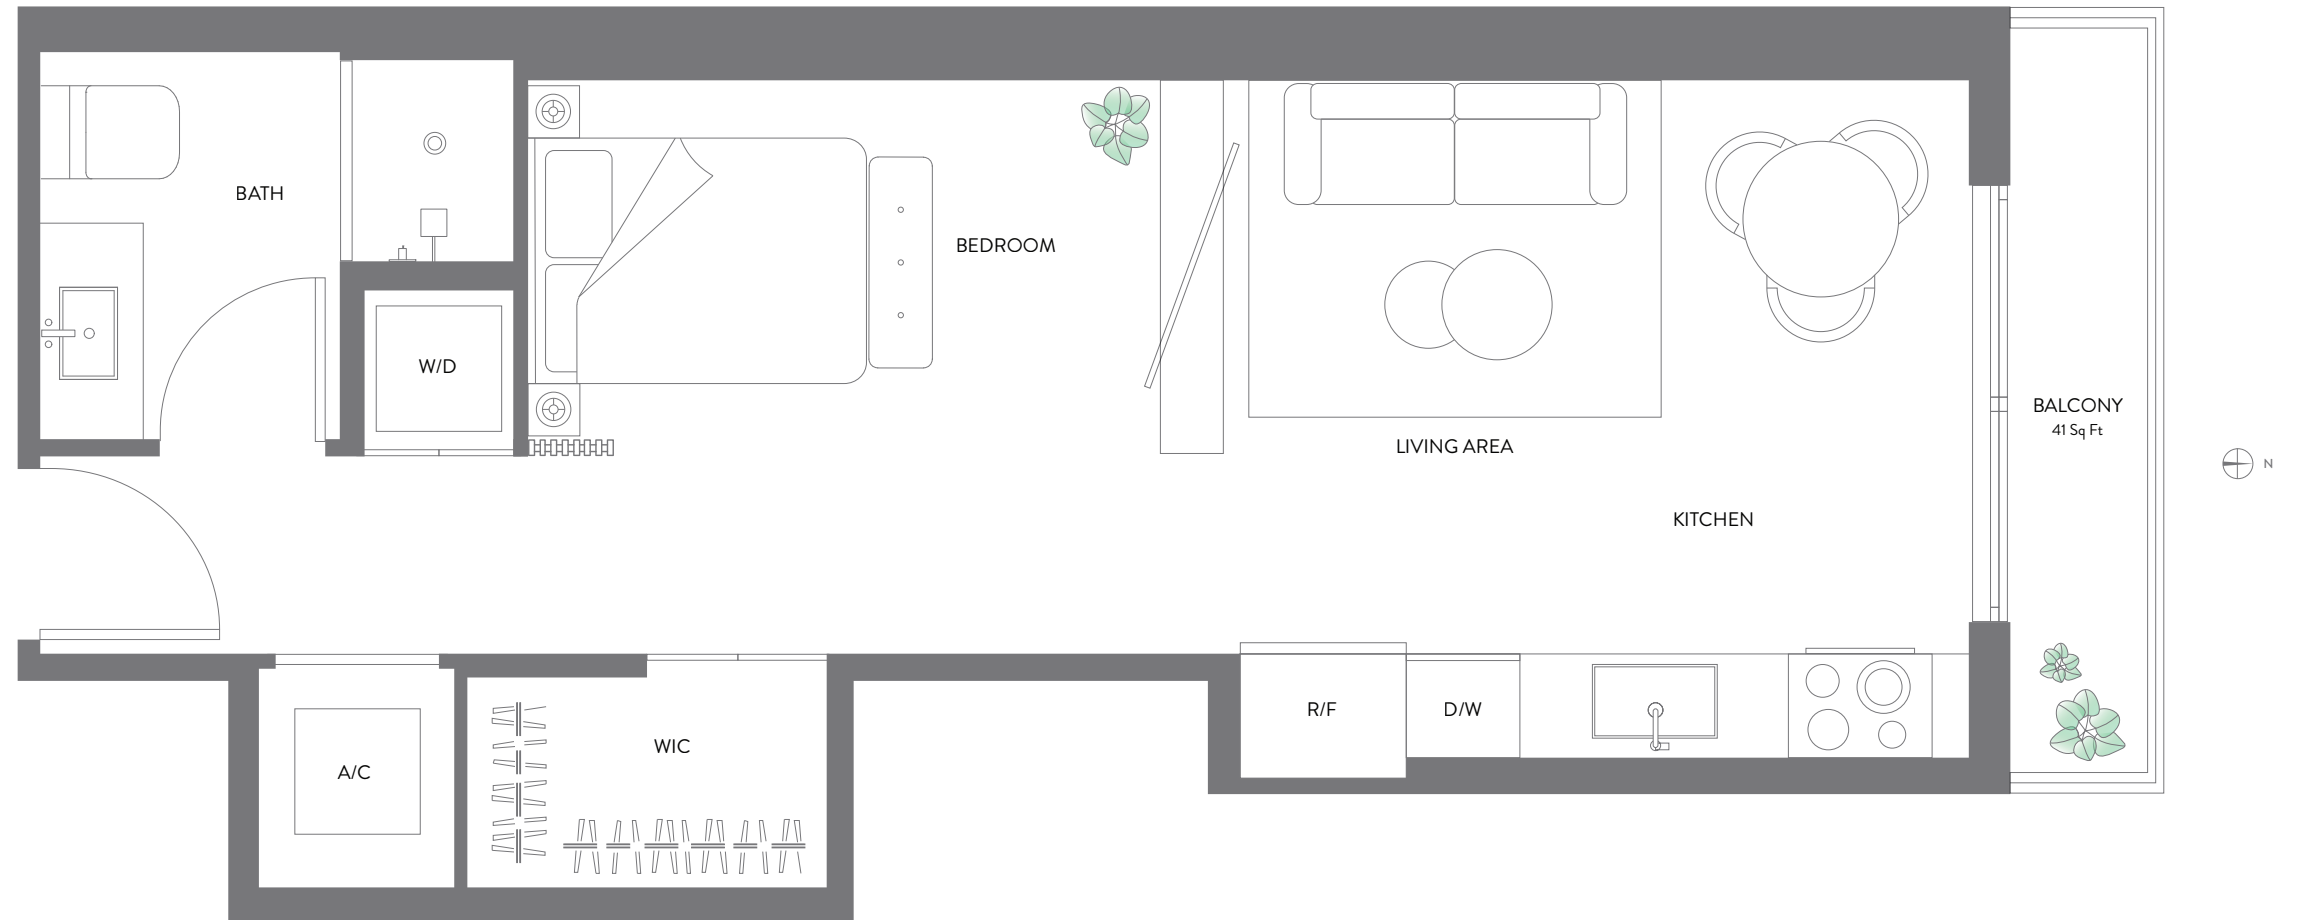 BATH
BEDROOM
W/D
BALCONY
41 Sq Ft
LIVING AREA
N
KITCHEN
R/F
D/W
WIC
A/C